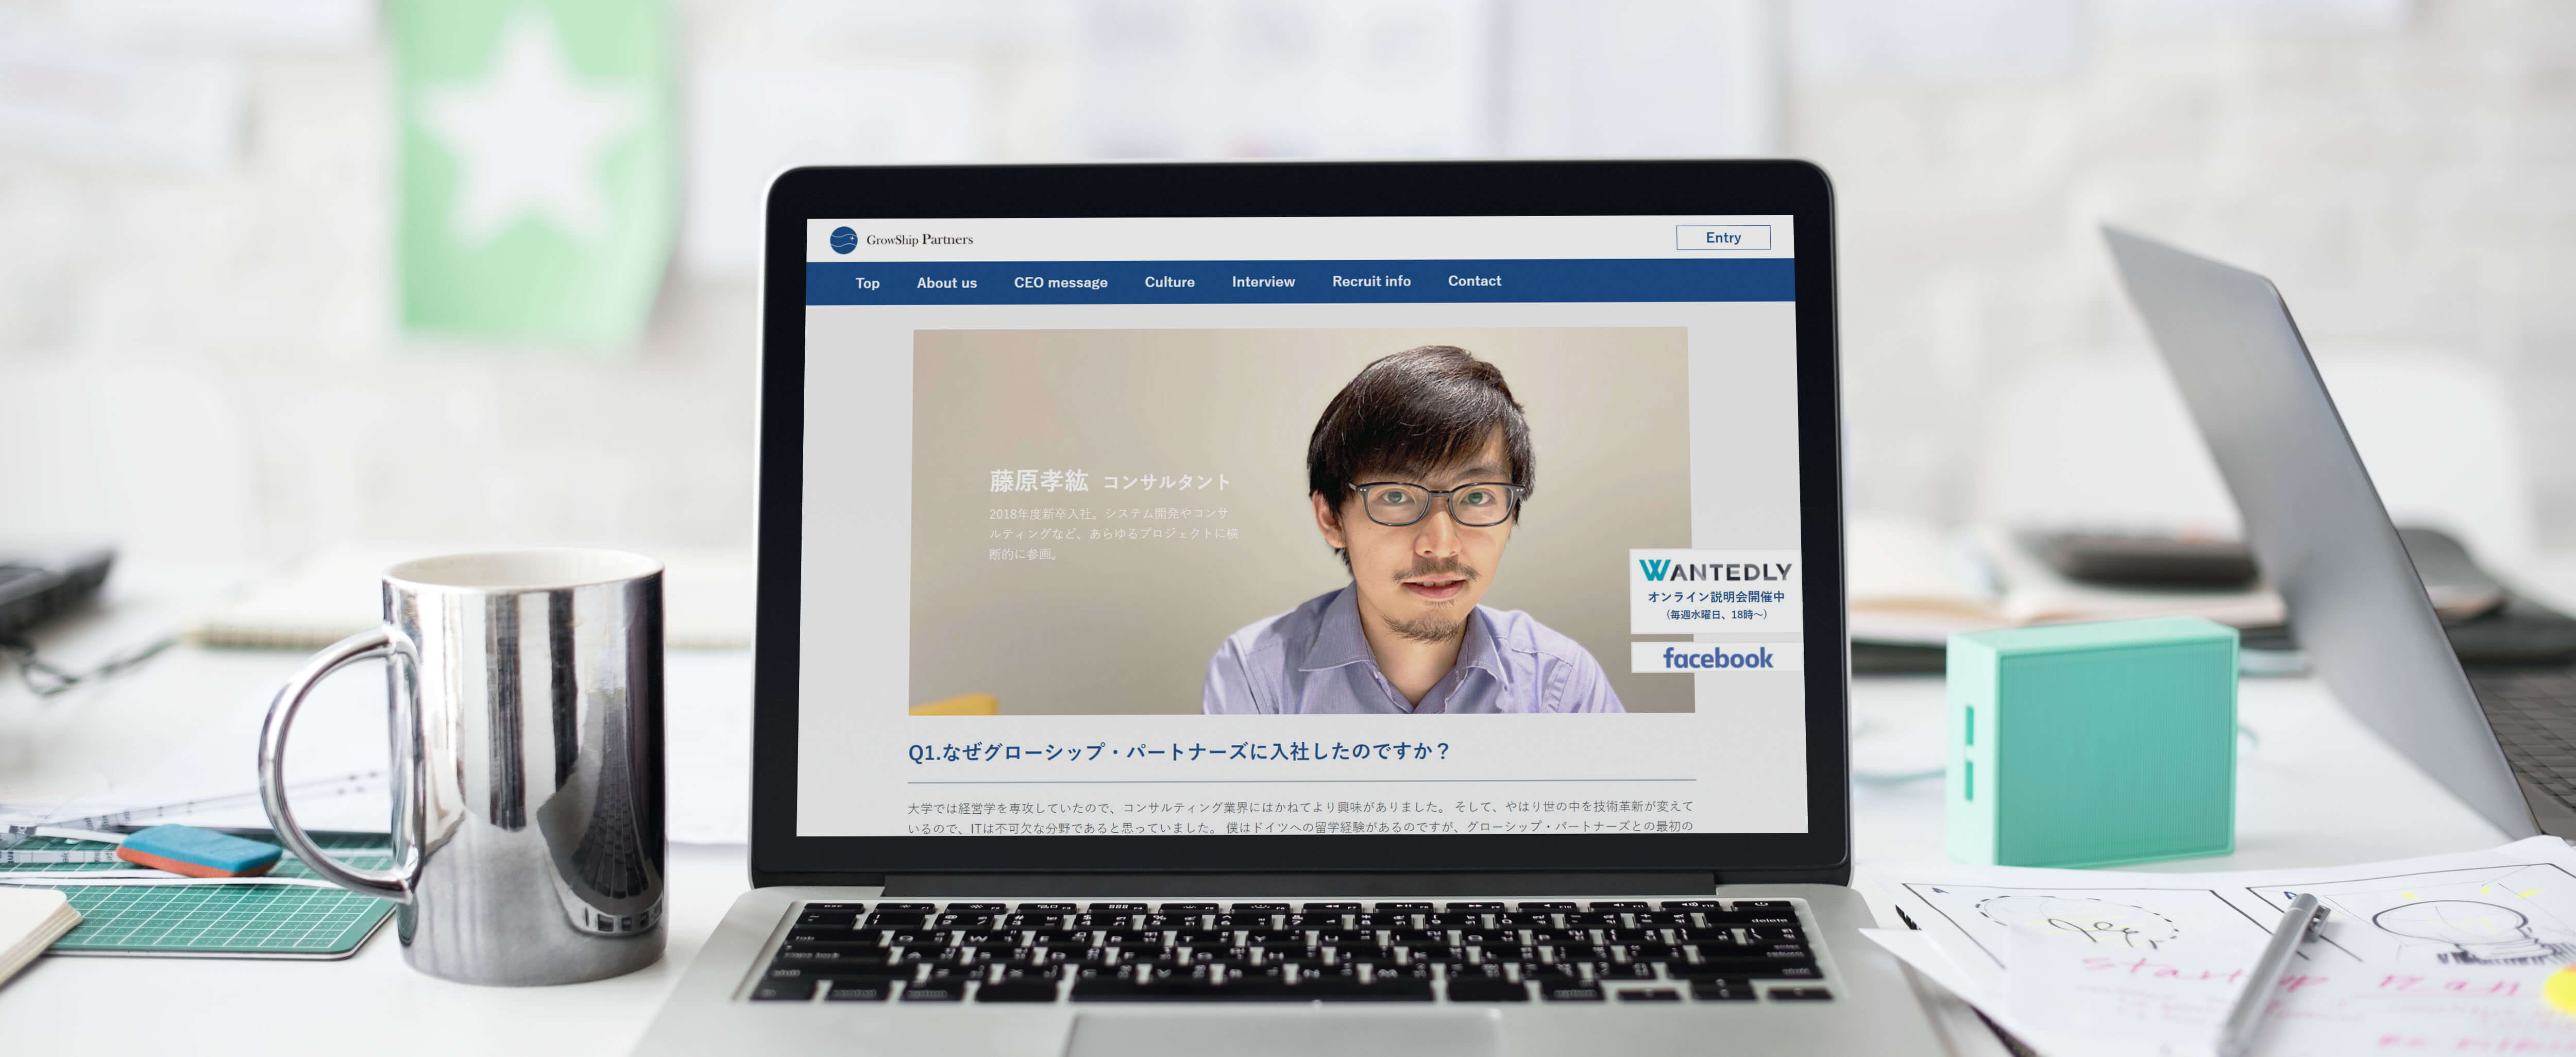 GrowShip Partners
Entry
Top About us CEO message Culture Interview Recruit info Contact
藤原孝紘 コンサルタント
2018年度新卒入社。システム開発やコンサ
ルティングなど、あらゆるプロジェクトに横
断的に参画。
WANTEDLY
オンライン説明会開催中
（毎週水曜日、18時～）
facebook
Q1.なぜグローシップ・パートナーズに入社したのですか？
大学では経営学を専攻していたので、コンサルティング業界にはかねてより興味がありました。 そして、やはり世の中を技術革新が変えて
いるので、ITは不可欠な分野であると思っていました。 僕はドイツへの留学経験があるのですが、グローシップ・パートナーズとの最初の
delete
startup Plan